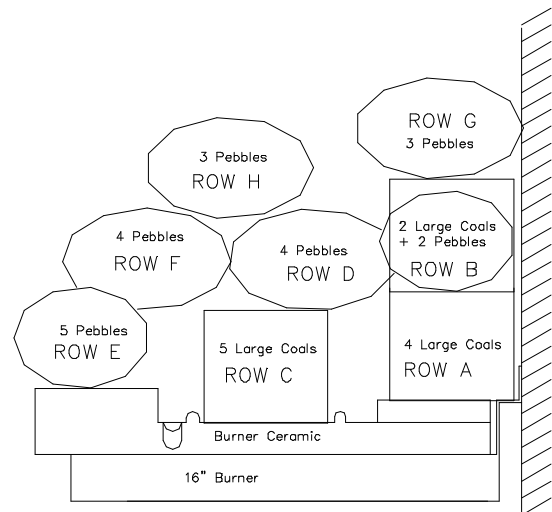 ROW G
3 Pebbles
3 Pebbles
ROW H
2 Large Coals
+ 2 Pebbles
ROW B
4 Pebbles
ROW F
4 Pebbles
ROW D
5 Pebbles
ROW E
5 Large Coals
ROW C
4 Large Coals
ROW A
Burner Ceramic
16" Burner